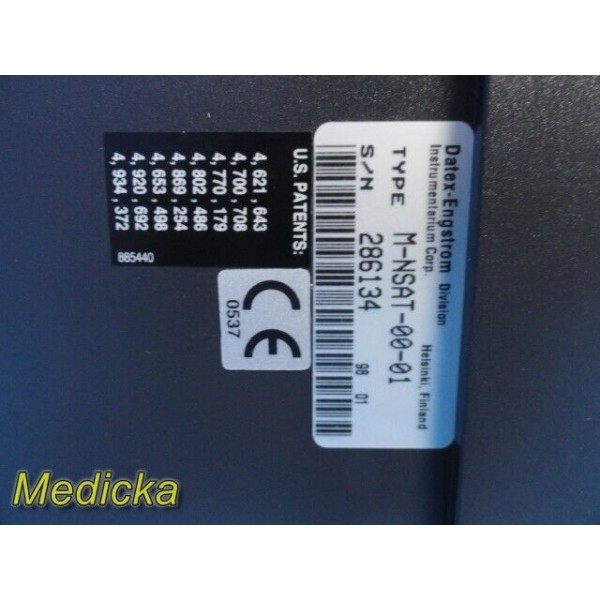 Datex-Engstrom Division
Instrumentarium Corp. Helsinki, Finland
TYPE M-NSAT-00-01
S/N 286134 98 01
U.S. PATENTS:
4,621,643
4,700,708
4,770,179
4,802,486
4,869,254
4,653,498
4,920,692
4,934,372
885440
CE
0537
Medicka